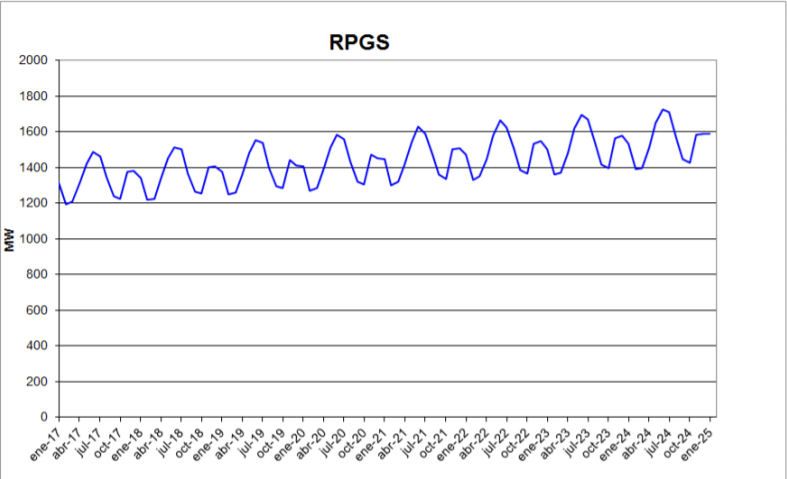 RPGS
2000
1800
1600
1400
1200
1000
800
600
400
200
0
MW
ene-17
abr-17
jul-17
oct-17
ene-18
abr-18
jul-18
oct-18
ene-19
abr-19
jul-19
oct-19
ene-20
abr-20
jul-20
oct-20
ene-21
abr-21
jul-21
oct-21
ene-22
abr-22
jul-22
oct-22
ene-23
abr-23
jul-23
oct-23
ene-24
abr-24
jul-24
oct-24
ene-25